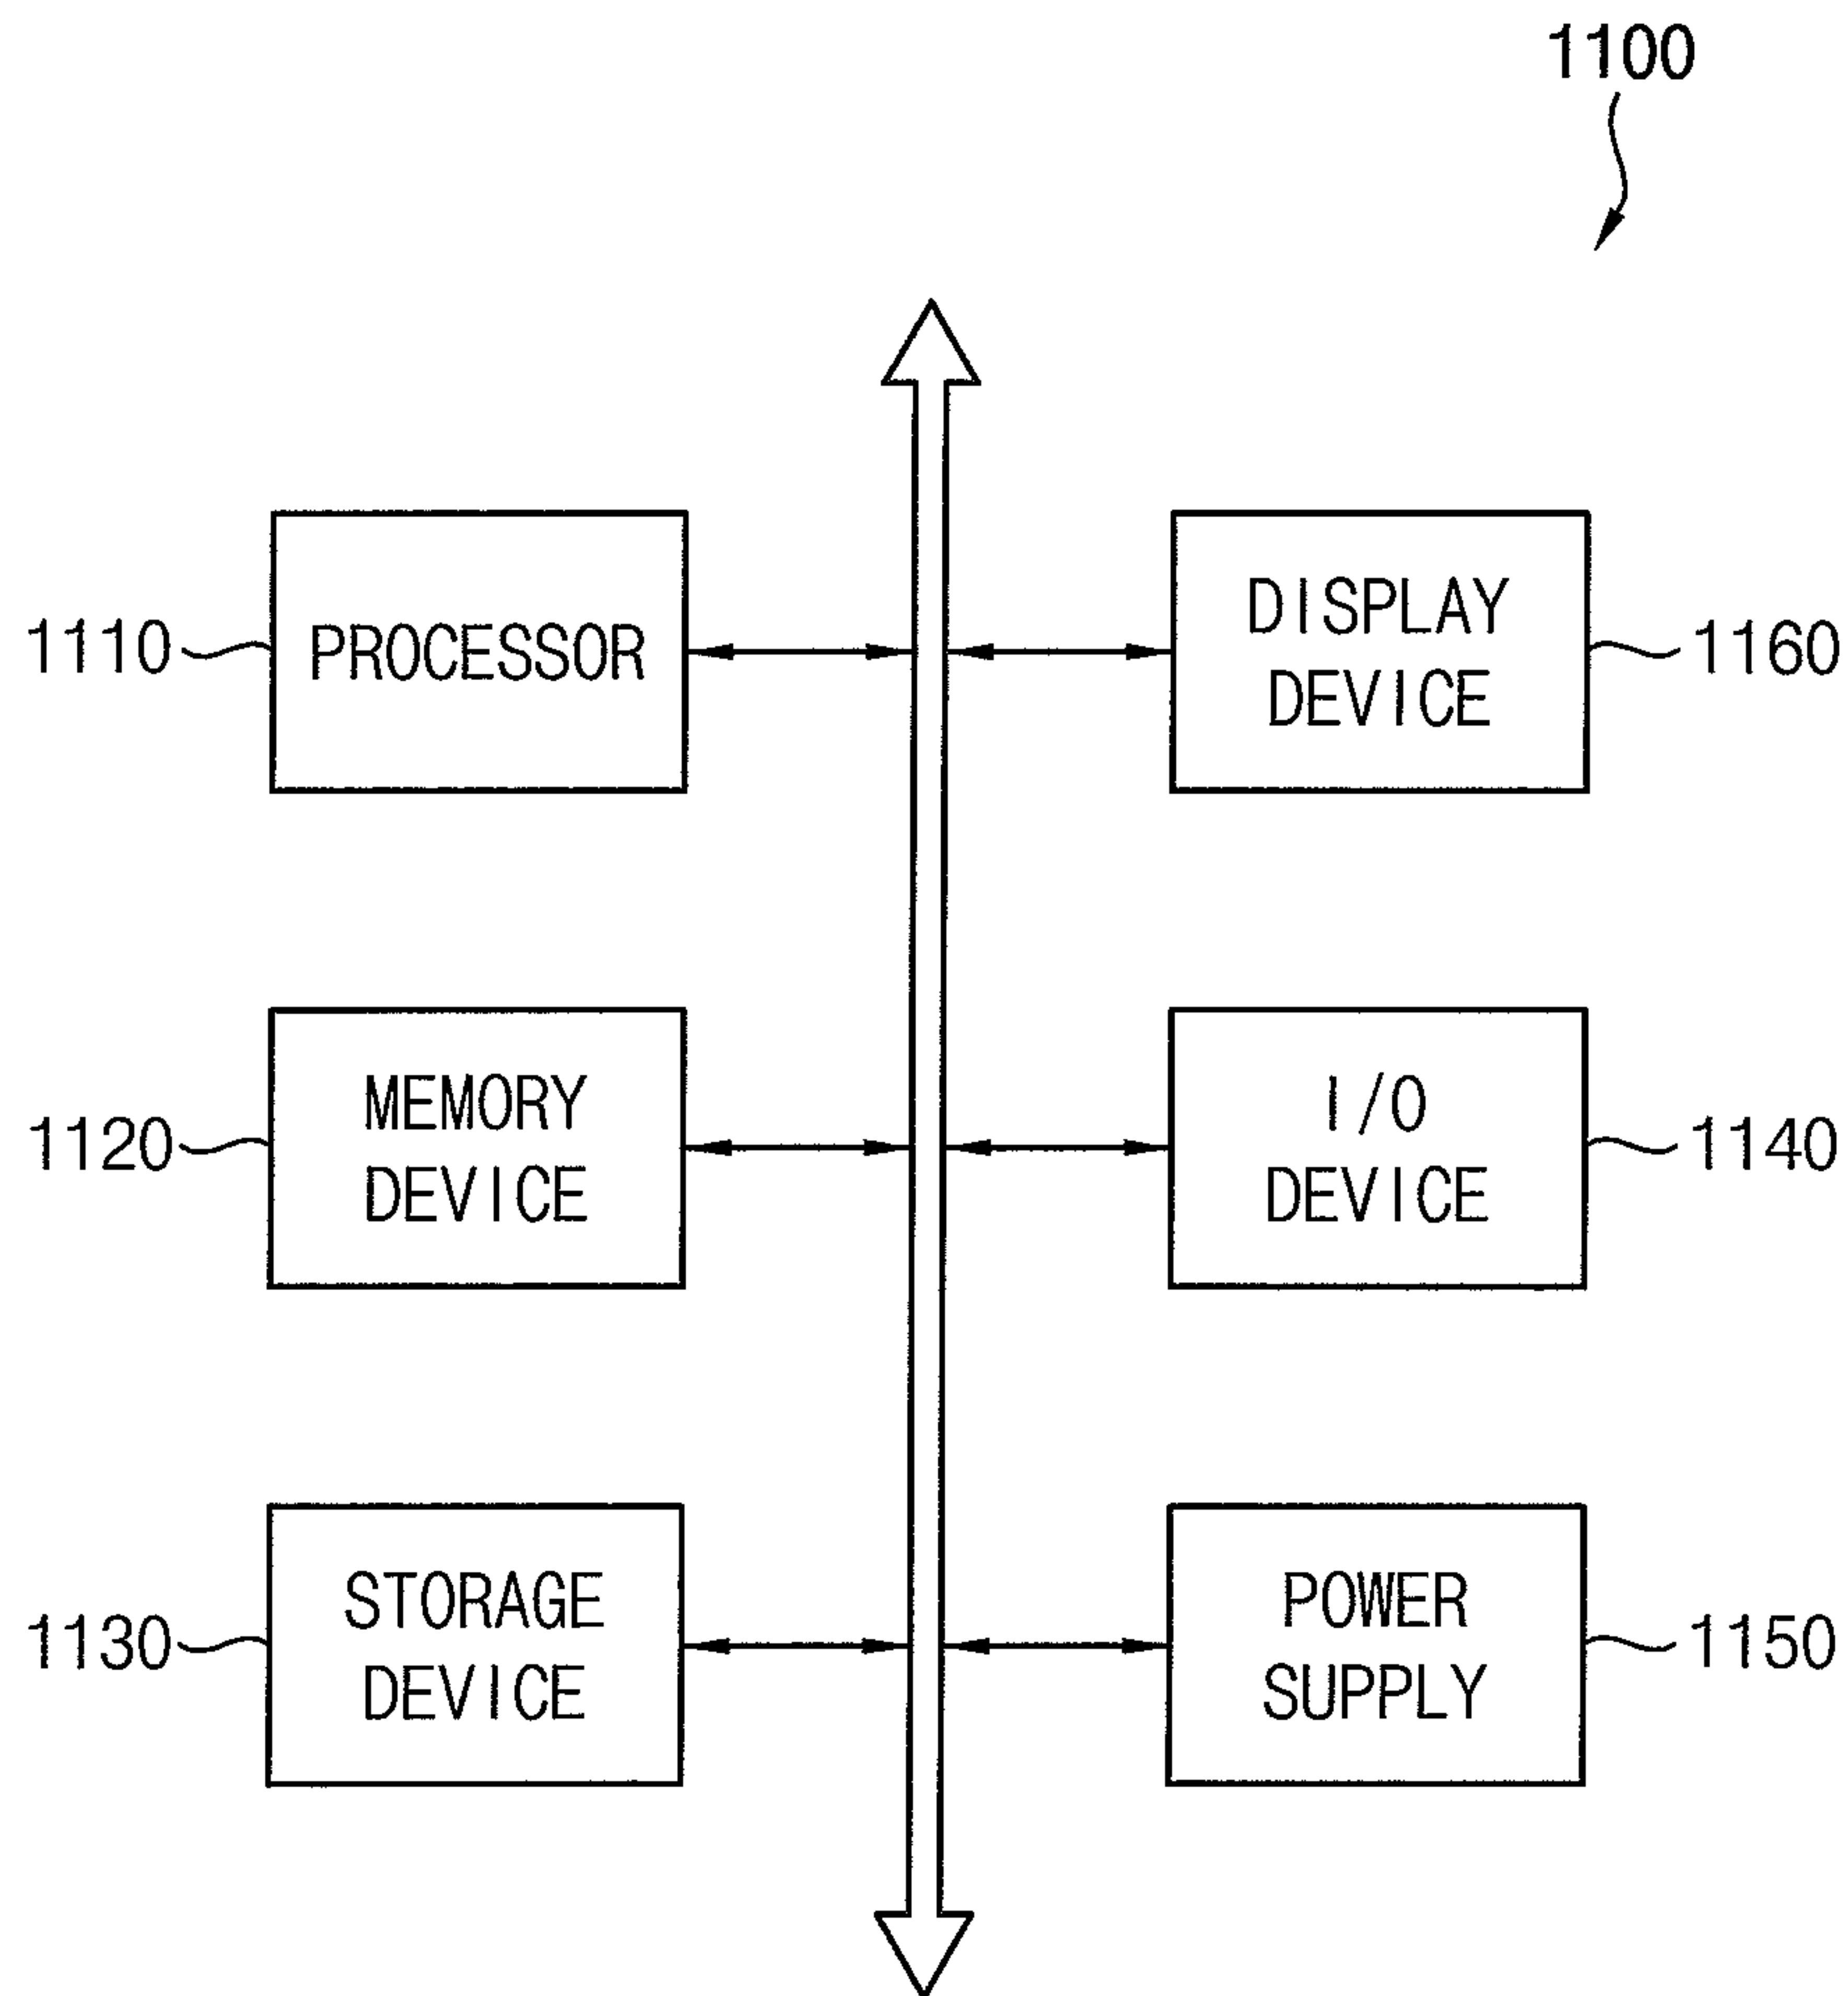 1100
1110
PROCESSOR
DISPLAY
DEVICE
1160
1120
MEMORY
DEVICE
I/O
DEVICE
1140
1130
STORAGE
DEVICE
POWER
SUPPLY
1150